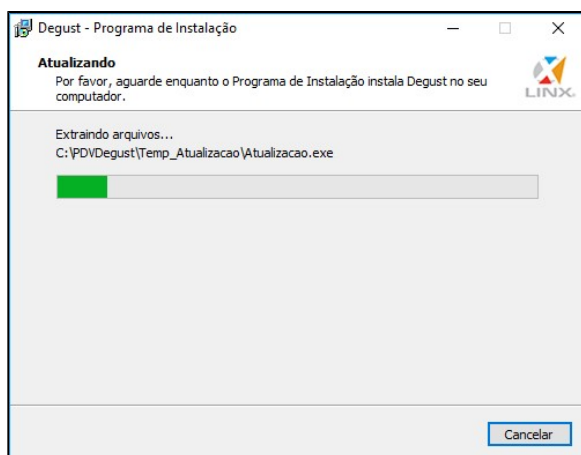 Degust - Programa de Instalação
Atualizando
Por favor, aguarde enquanto o Programa de Instalação instala Degust no seu
computador.
LINX
Extraindo arquivos...
C:\PDVDegust\Temp_Atualizacao\Atualizacao.exe
Cancelar